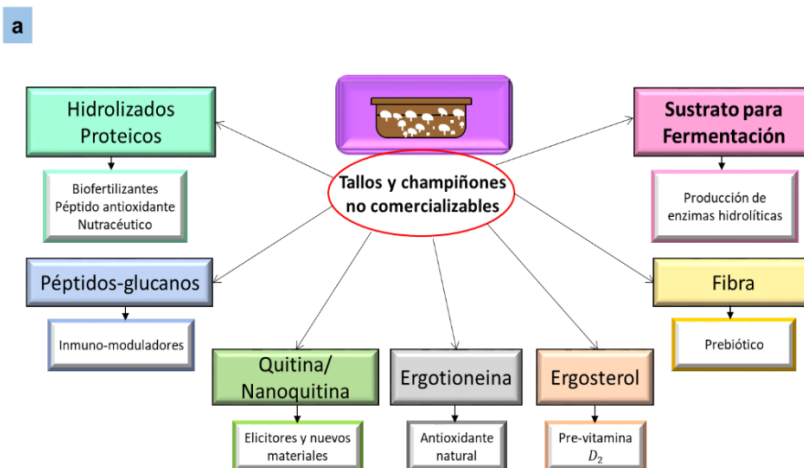 a
Hidrolizados
Proteicos
Biofertilizantes
Péptido antioxidante
Nutracéutico
Tallos y champiñones
no comercializables
Sustrato para
Fermentación
Producción de
enzimas hidrolíticas
Péptidos-glucanos
Inmuno-moduladores
Fibra
Prebiótico
Quitina/
Nanoquitina
Elicitores y nuevos
materiales
Ergotioneina
Antioxidante
natural
Ergosterol
Pre-vitamina
D₂